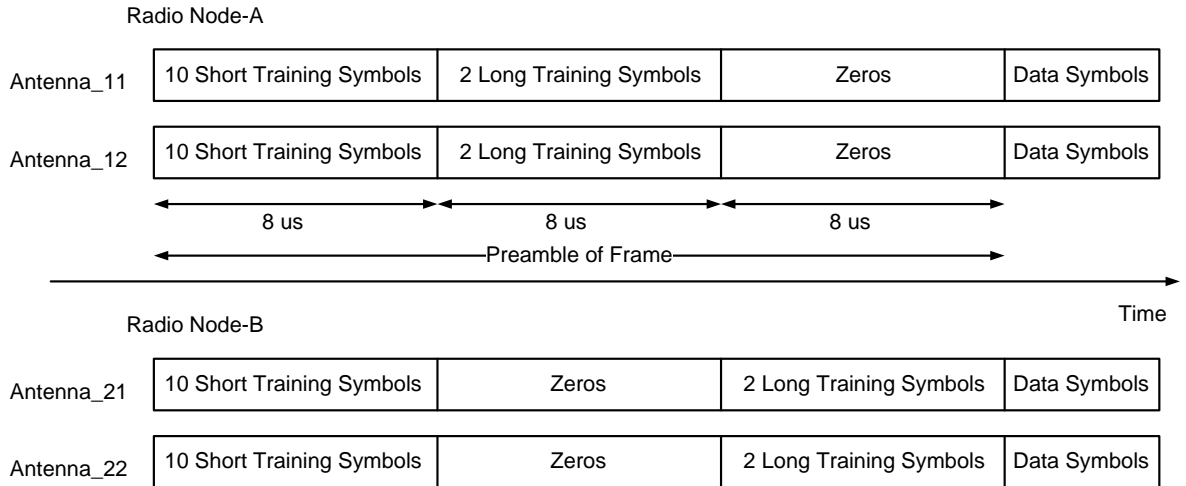 Radio Node-A
Antenna_11 10 Short Training Symbols 2 Long Training Symbols Zeros Data Symbols
Antenna_12 10 Short Training Symbols 2 Long Training Symbols Zeros Data Symbols
8 us 8 us 8 us
Preamble of Frame
Time
Radio Node-B
Antenna_21 10 Short Training Symbols Zeros 2 Long Training Symbols Data Symbols
Antenna_22 10 Short Training Symbols Zeros 2 Long Training Symbols Data Symbols